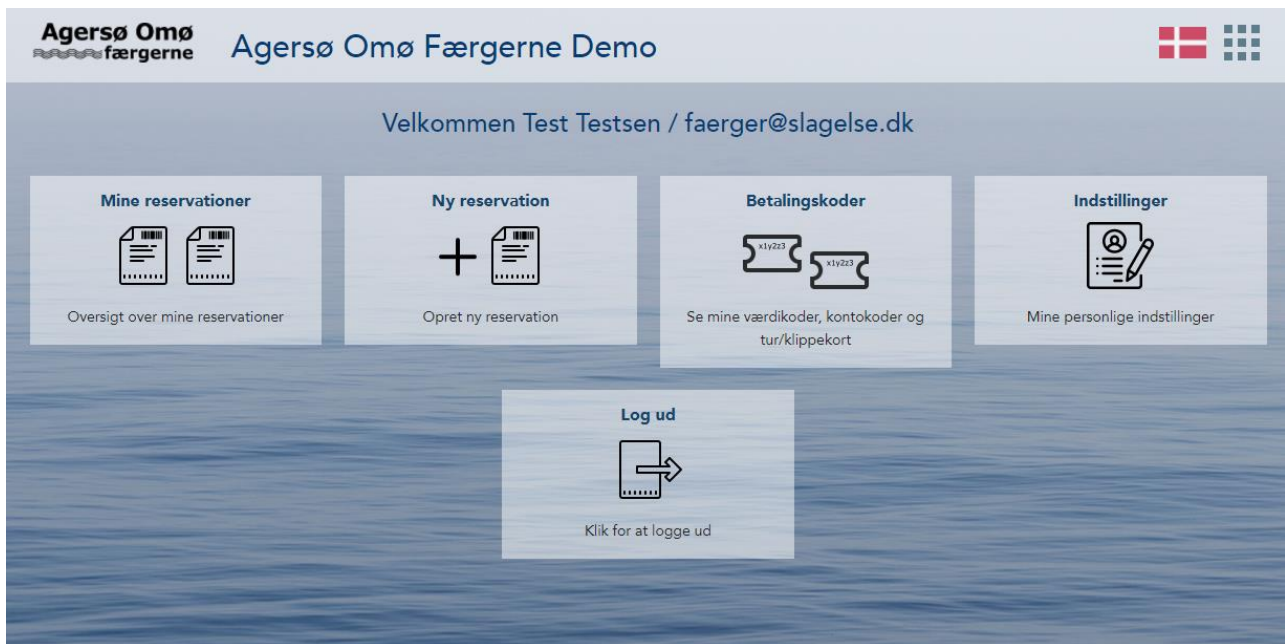 Agersø Omø
færgerne
Agersø Omø Færgerne Demo
Velkommen Test Testsen / faerger@slagelse.dk
Mine reservationer
Oversigt over mine reservationer
Ny reservation
Opret ny reservation
Betalingskoder
x1y2z3
x1y2z3
Se mine værdikoder, kontokoder og
tur/klippekort
Indstillinger
Mine personlige indstillinger
Log ud
Klik for at logge ud